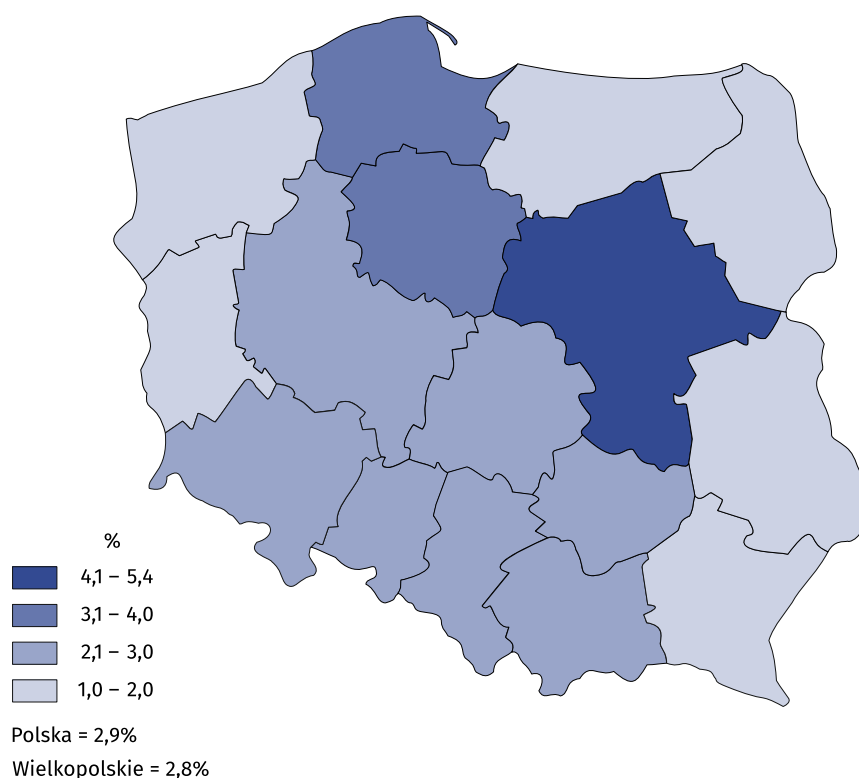 %
4,1 – 5,4
3,1 – 4,0
2,1 – 3,0
1,0 – 2,0
Polska = 2,9%
Wielkopolskie = 2,8%